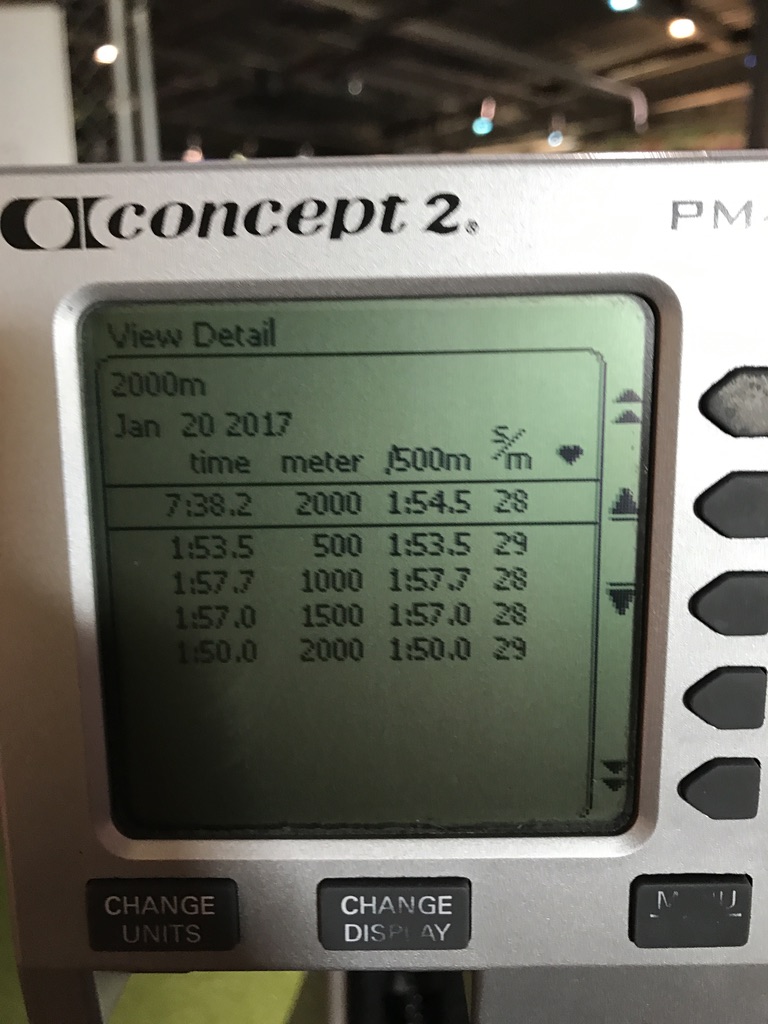 concept 2® PM
View Detail
2000m
Jan 20 2017
time meter /500m s/m ♥
7:38.2 2000 1:54.5 28
1:53.5 500 1:53.5 29
1:57.7 1000 1:57.7 28
1:57.0 1500 1:57.0 28
1:50.0 2000 1:50.0 29
CHANGE UNITS
CHANGE DISPLAY
MENU